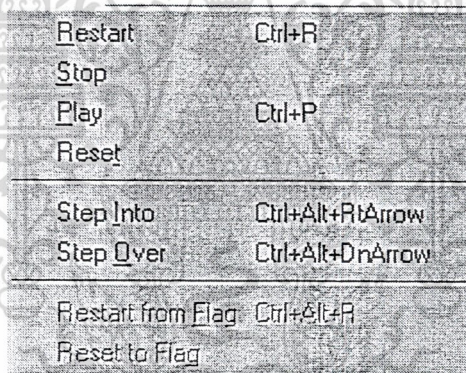 Restart Ctrl+R
Stop
Play Ctrl+P
Reset
Step Into Ctrl+Alt+RtArrow
Step Over Ctrl+Alt+DnArrow
Restart from Flag Ctrl+Alt+R
Reset to Flag